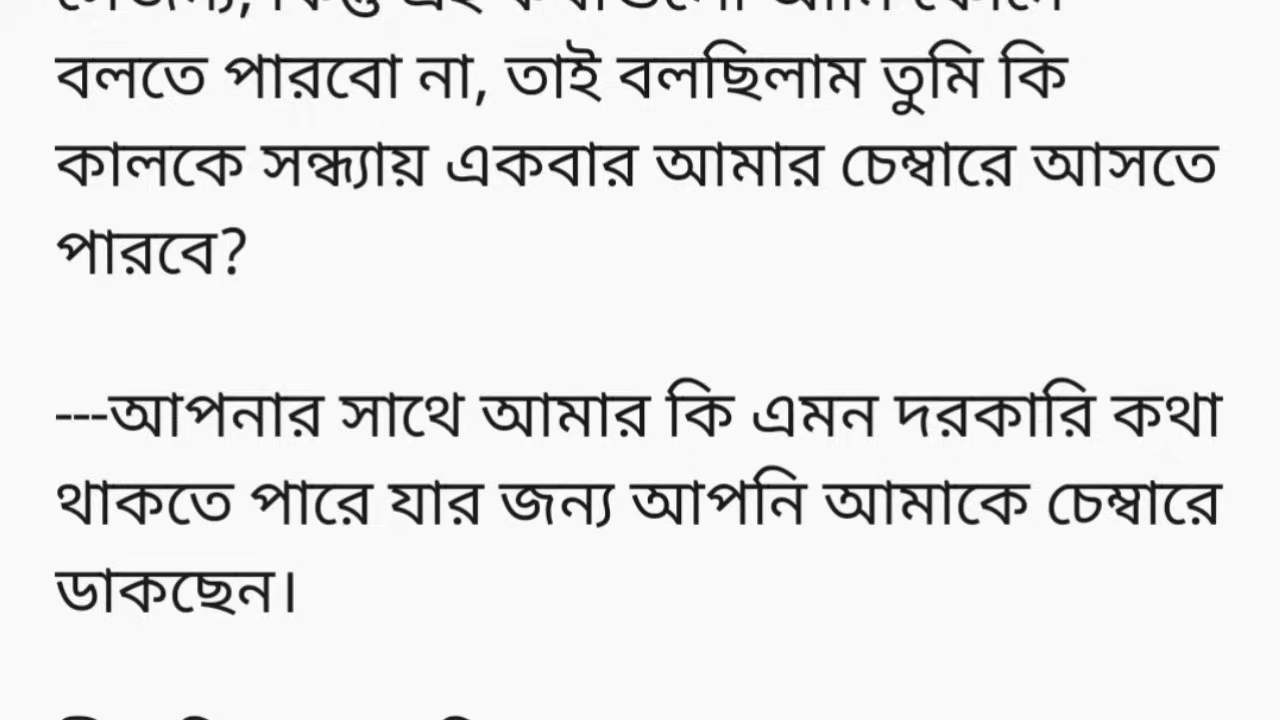 বলতে পারবো না, তাই বলছিলাম তুমি কি
কালকে সন্ধ্যায় একবার আমার চেম্বারে আসতে
পারবে?
---আপনার সাথে আমার কি এমন দরকারি কথা
থাকতে পারে যার জন্য আপনি আমাকে চেম্বারে
ডাকছেন।